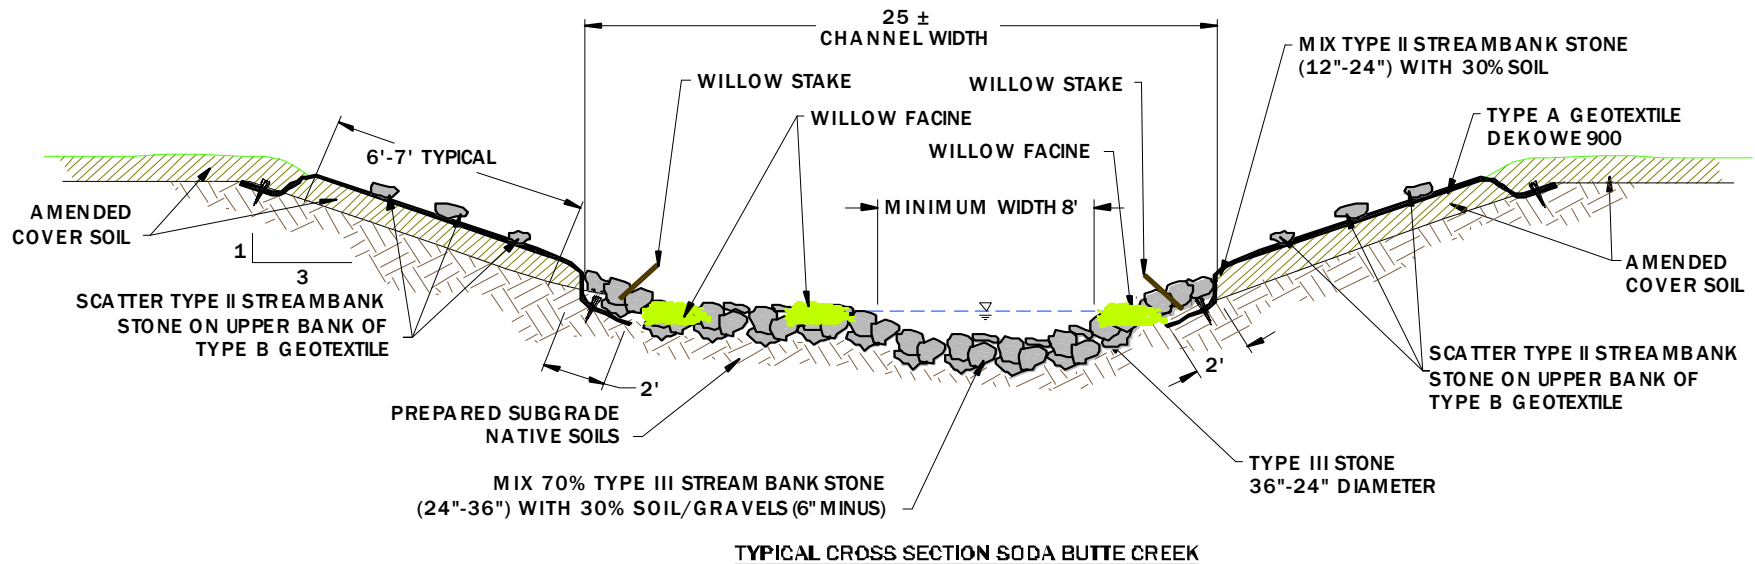 25 ±
CHANNEL WIDTH
MIX TYPE II STREAMBANK STONE
(12"-24") WITH 30% SOIL
WILLOW STAKE
WILLOW STAKE
WILLOW FACINE
TYPE A GEOTEXTILE
DEKOWE 900
6'-7' TYPICAL
WILLOW FACINE
MINIMUM WIDTH 8'
AMENDED
COVER SOIL
1
3
AMENDED
COVER SOIL
SCATTER TYPE II STREAMBANK
STONE ON UPPER BANK OF
TYPE B GEOTEXTILE
2'
2'
SCATTER TYPE II STREAMBANK
STONE ON UPPER BANK OF
TYPE B GEOTEXTILE
PREPARED SUBGRADE
NATIVE SOILS
MIX 70% TYPE III STREAM BANK STONE
(24"-36") WITH 30% SOIL/GRAVELS (6" MINUS)
TYPE III STONE
36"-24" DIAMETER
TYPICAL CROSS SECTION SODA BUTTE CREEK